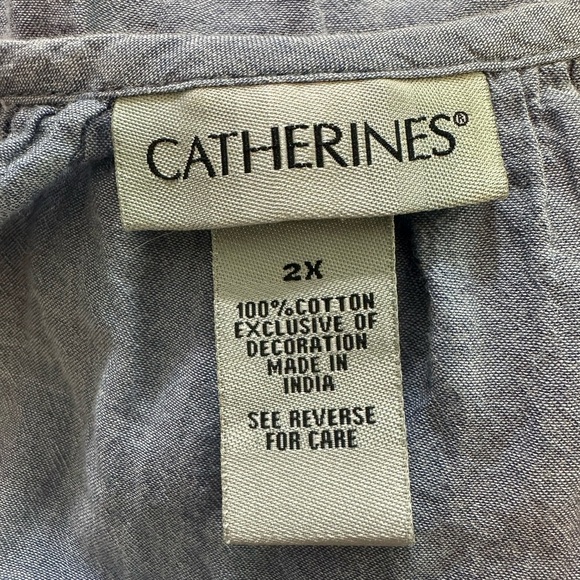 CATHERINES®
2X
100%COTTON
EXCLUSIVE OF
DECORATION
MADE IN
INDIA
SEE REVERSE
FOR CARE